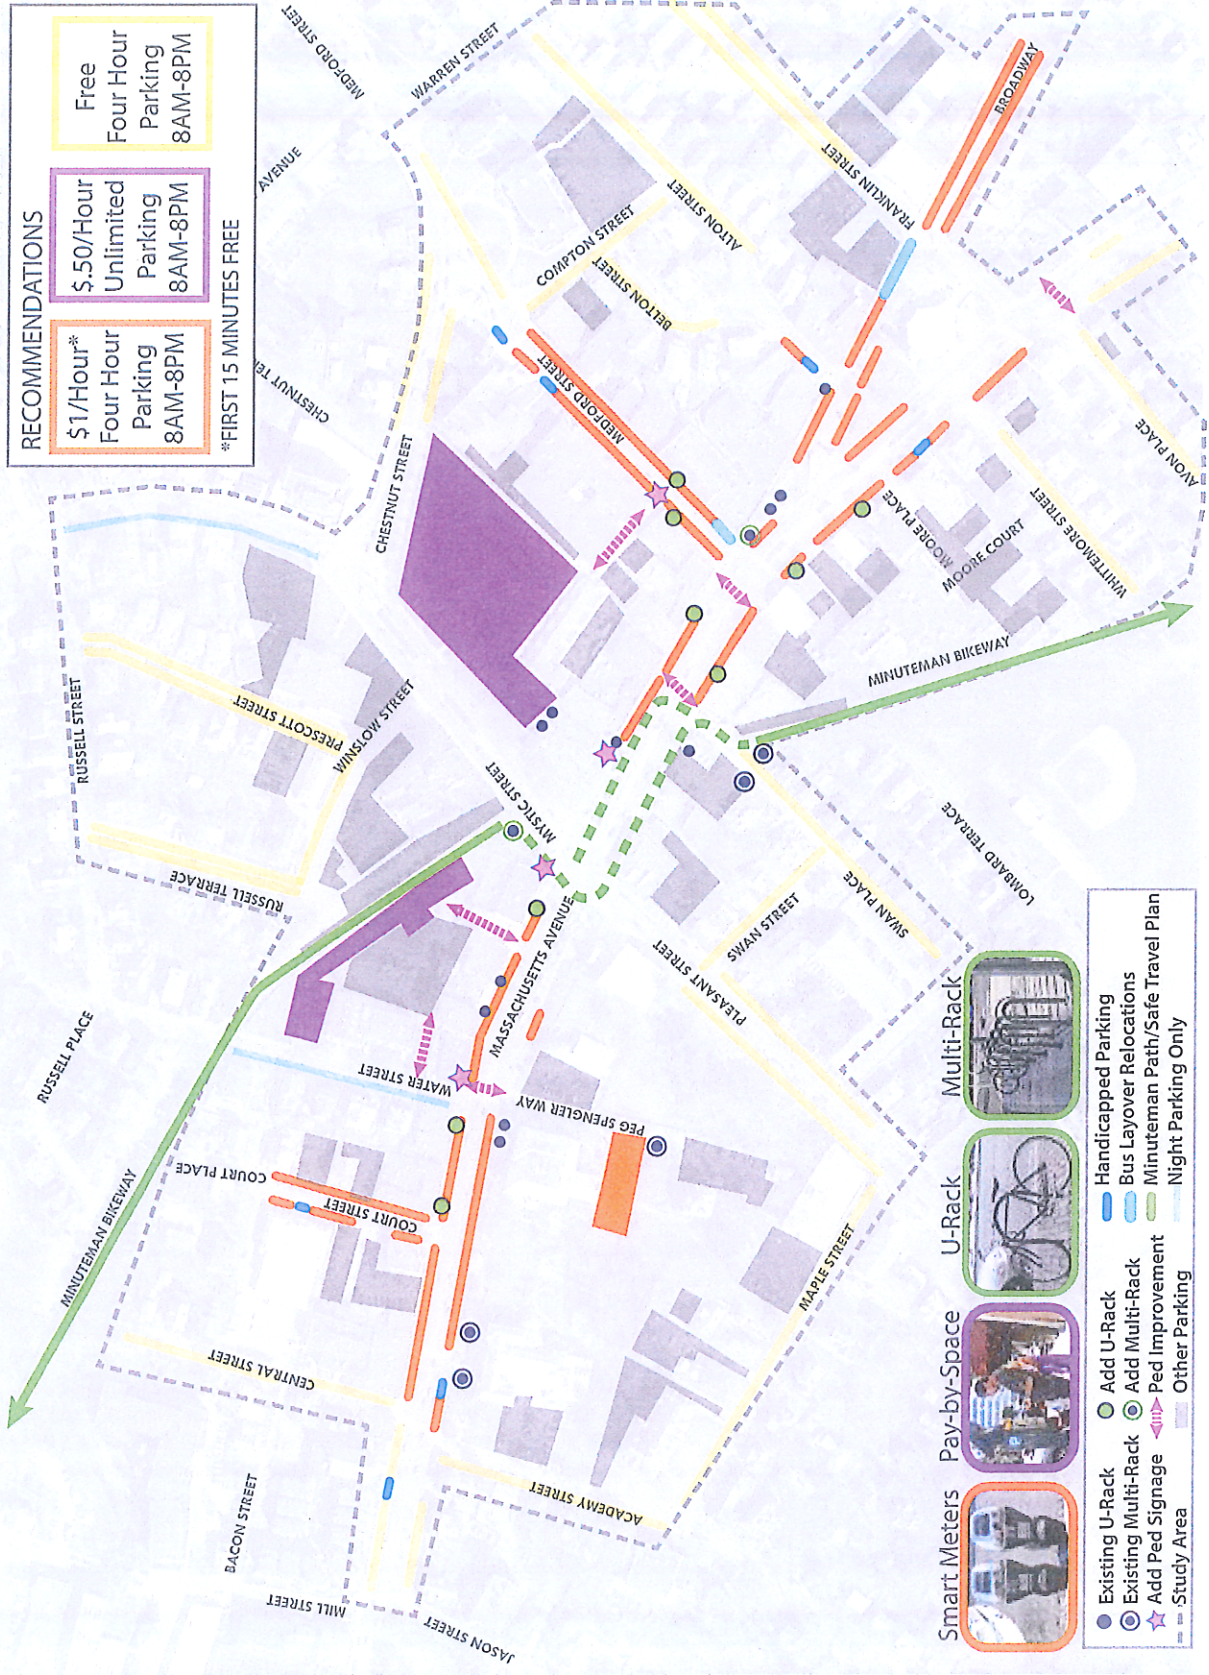 RECOMMENDATIONS
$1/Hour*
Four Hour
Parking
8AM-8PM
$.50/Hour
Unlimited
Parking
8AM-8PM
Free
Four Hour
Parking
8AM-8PM
*FIRST 15 MINUTES FREE
MEDFORD STREET
WARREN STREET
AVENUE
CHESTNUT TER
CHESTNUT STREET
COMPTON STREET
BELTON STREET
ALTON STREET
FRANKLIN STREET
BROADWAY
MEDFORD STREET
RUSSELL STREET
PRESCOTT STREET
WINSLOW STREET
RUSSELL TERRACE
MYSTIC STREET
MOORE PLACE
MOORE COURT
WHITTEMORE STREET
AVON PLACE
MINUTEMAN BIKEWAY
LOMBARD TERRACE
SWAN PLACE
SWAN STREET
PLEASANT STREET
MASSACHUSETTS AVENUE
RUSSELL PLACE
WATER STREET
PEG SPENGLER WAY
COURT PLACE
COURT STREET
MINUTEMAN BIKEWAY
CENTRAL STREET
MAPLE STREET
ACADEMY STREET
BACON STREET
MILL STREET
JASON STREET
Smart Meters
Pay-by-Space
U-Rack
Multi-Rack
Existing U-Rack
Existing Multi-Rack
Add Ped Signage
Study Area
Add U-Rack
Add Multi-Rack
Ped Improvement
Other Parking
Handicapped Parking
Bus Layover Relocations
Minuteman Path/Safe Travel Plan
Night Parking Only